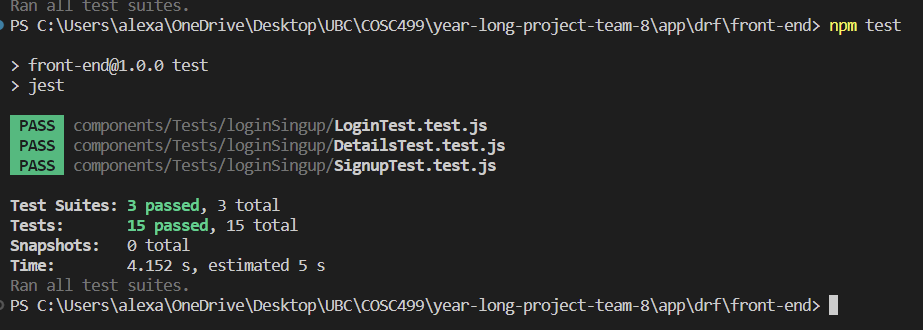 Ran all test suites.
PS C:\Users\alexa\OneDrive\Desktop\UBC\COSC499\year-long-project-team-8\app\drf\front-end> npm test
> front-end@1.0.0 test
> jest
PASS components/Tests/loginSingup/LoginTest.test.js
PASS components/Tests/loginSingup/DetailsTest.test.js
PASS components/Tests/loginSingup/SignupTest.test.js
Test Suites: 3 passed, 3 total
Tests: 15 passed, 15 total
Snapshots: 0 total
Time: 4.152 s, estimated 5 s
Ran all test suites.
PS C:\Users\alexa\OneDrive\Desktop\UBC\COSC499\year-long-project-team-8\app\drf\front-end>